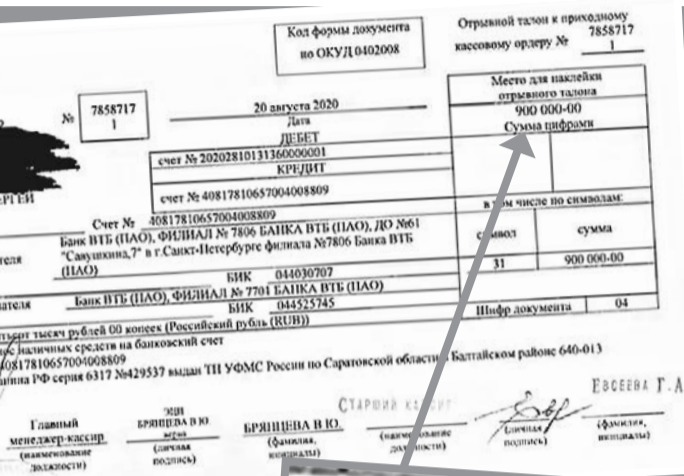 Код формы документа
по ОКУД 0402008
Отрывной талон к приходному
кассовому ордеру № 7858717
1
№ 7858717
1
20 августа 2020
Дата
Место для наклейки
отрывного талона
900 000-00
Сумма цифрами
ДЕБЕТ
счет № 20202810131360000001
КРЕДИТ
счет № 40817810657004008809
РГЕЙ
Счет № 40817810657004008809
в том числе по символам:
Банк ВТБ (ПАО), ФИЛИАЛ № 7806 БАНКА ВТБ (ПАО), ДО №61
"Савушкина,7" в г.Санкт-Петербурге филиала №7806 Банка ВТБ
(ПАО)
теля
символ сумма
БИК 044030707
31 900 000-00
ателя Банк ВТБ (ПАО), ФИЛИАЛ № 7701 БАНКА ВТБ (ПАО)
БИК 044525745
Шифр документа 04
тысяч рублей 00 копеек (Российский рубль (RUB))
нос наличных средств на банковский счет
40817810657004008809
РФ серия 6317 №429537 выдан ТП УФМС России по Саратовской области Балтайском районе 640-013
Главный
менеджер-кассир
(наименование
должности)
БРЯНЦЕВА В Ю
(личная
подпись)
БРЯНЦЕВА В Ю.
(фамилия,
инициалы)
СТАРШИЙ КАССИР
(наименование
должности)
(личная
подпись)
ЕВСЕЕВА Г.А
(фамилия,
инициалы)